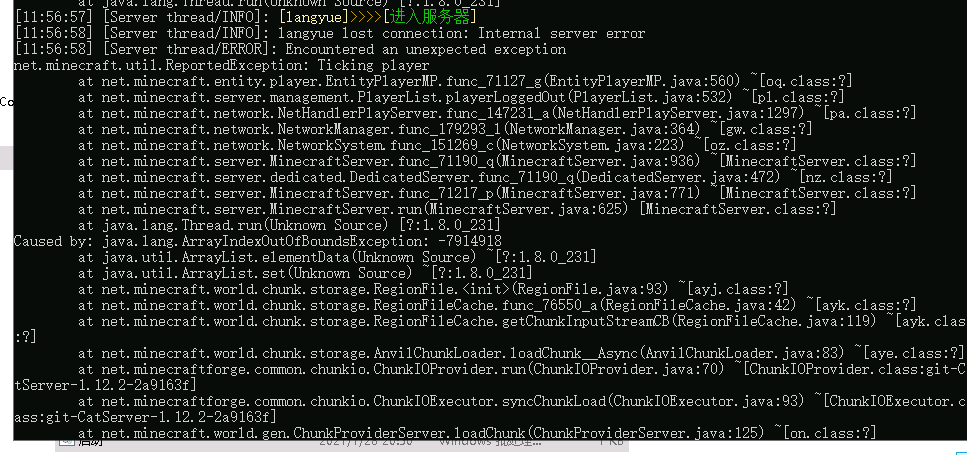 at java.lang.Thread.run(Unknown Source) [?:1.8.0_231]
[11:56:57] [Server thread/INFO]: [langyue]>>>>[进入服务器]
[11:56:58] [Server thread/INFO]: langyue lost connection: Internal server error
[11:56:58] [Server thread/ERROR]: Encountered an unexpected exception
net.minecraft.util.ReportedException: Ticking player
at net.minecraft.entity.player.EntityPlayerMP.func_71127_g(EntityPlayerMP.java:560) ~[oq.class:?]
at net.minecraft.server.management.PlayerList.playerLoggedOut(PlayerList.java:532) ~[pl.class:?]
at net.minecraft.network.NetHandlerPlayServer.func_147231_a(NetHandlerPlayServer.java:1297) ~[pa.class:?]
at net.minecraft.network.NetworkManager.func_179293_l(NetworkManager.java:364) ~[gw.class:?]
at net.minecraft.network.NetworkSystem.func_151269_c(NetworkSystem.java:223) ~[oz.class:?]
at net.minecraft.server.MinecraftServer.func_71190_q(MinecraftServer.java:936) ~[MinecraftServer.class:?]
at net.minecraft.server.dedicated.DedicatedServer.func_71190_q(DedicatedServer.java:472) ~[nz.class:?]
at net.minecraft.server.MinecraftServer.func_71217_p(MinecraftServer.java:771) ~[MinecraftServer.class:?]
at net.minecraft.server.MinecraftServer.run(MinecraftServer.java:625) [MinecraftServer.class:?]
at java.lang.Thread.run(Unknown Source) [?:1.8.0_231]
Caused by: java.lang.ArrayIndexOutOfBoundsException: -7914918
at java.util.ArrayList.elementData(Unknown Source) ~[?:1.8.0_231]
at java.util.ArrayList.set(Unknown Source) ~[?:1.8.0_231]
at net.minecraft.world.chunk.storage.RegionFile.<init>(RegionFile.java:93) ~[ayj.class:?]
at net.minecraft.world.chunk.storage.RegionFileCache.func_76550_a(RegionFileCache.java:42) ~[ayk.class:?]
at net.minecraft.world.chunk.storage.RegionFileCache.getChunkInputStreamCB(RegionFileCache.java:119) ~[ayk.clas
s:?]
at net.minecraft.world.chunk.storage.AnvilChunkLoader.loadChunk__Async(AnvilChunkLoader.java:83) ~[aye.class:?]
at net.minecraftforge.common.chunkio.ChunkIOProvider.run(ChunkIOProvider.java:70) ~[ChunkIOProvider.class:git-Ca
tServer-1.12.2-2a9163f]
at net.minecraftforge.common.chunkio.ChunkIOExecutor.syncChunkLoad(ChunkIOExecutor.java:93) ~[ChunkIOExecutor.cl
ass:git-CatServer-1.12.2-2a9163f]
at net.minecraft.world.gen.ChunkProviderServer.loadChunk(ChunkProviderServer.java:125) ~[on.class:?]